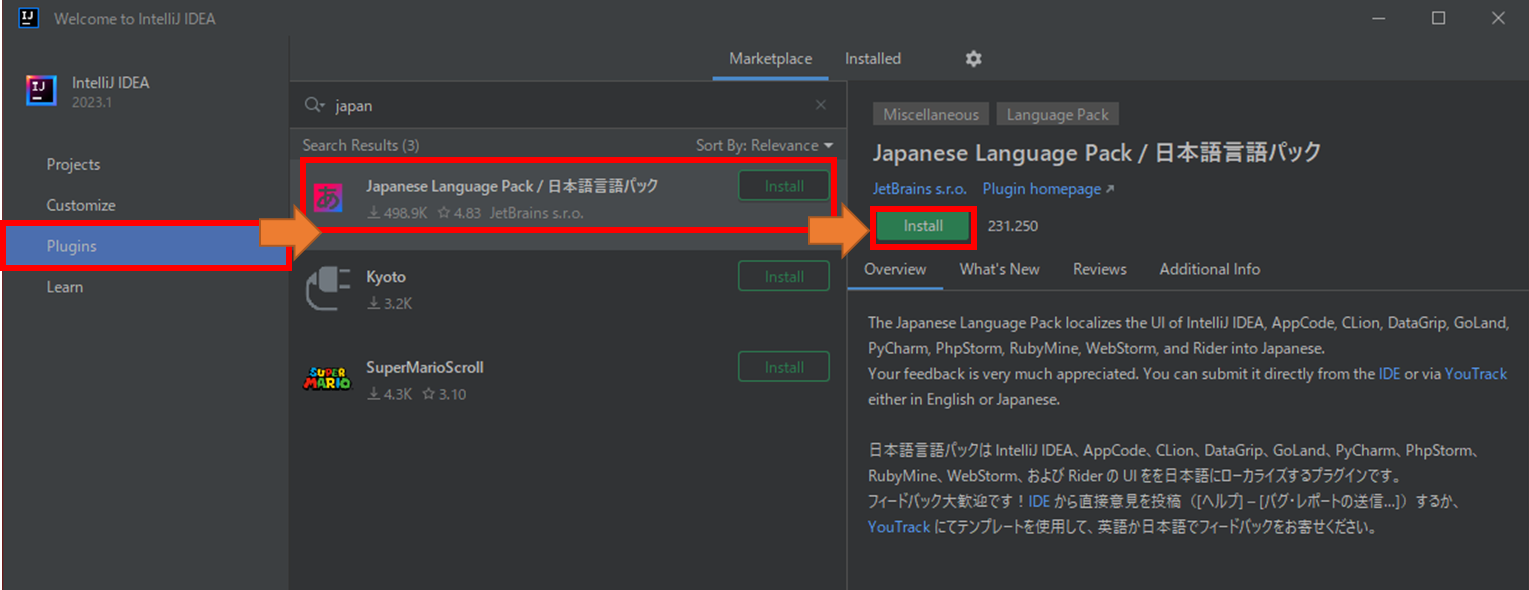 Welcome to IntelliJ IDEA
IntelliJ IDEA
2023.1
Projects
Customize
Plugins
Learn
Marketplace
Installed
japan
Search Results (3)
Sort By: Relevance
Japanese Language Pack / 日本語言語パック
Install
498.9K 4.83 JetBrains s.r.o.
Kyoto
Install
3.2K
SUPER
MARIO
SuperMarioScroll
Install
4.3K 3.10
Miscellaneous
Language Pack
Japanese Language Pack / 日本語言語パック
JetBrains s.r.o. Plugin homepage
Install
231.250
Overview
What's New
Reviews
Additional Info
The Japanese Language Pack localizes the UI of IntelliJ IDEA, AppCode, CLion, DataGrip, GoLand,
PyCharm, PhpStorm, RubyMine, WebStorm, and Rider into Japanese.
Your feedback is very much appreciated. You can submit it directly from the IDE or via YouTrack
either in English or Japanese.
日本語言語パックは IntelliJ IDEA、AppCode、CLion、DataGrip、GoLand、PyCharm、PhpStorm、
RubyMine、WebStorm、および Rider の UI をを日本語にローカライズするプラグインです。
フィードバック大歓迎です！IDE から直接意見を投稿（[ヘルプ] – [バグ・レポートの送信...]）するか、
YouTrack にてテンプレートを使用して、英語か日本語でフィードバックをお寄せください。